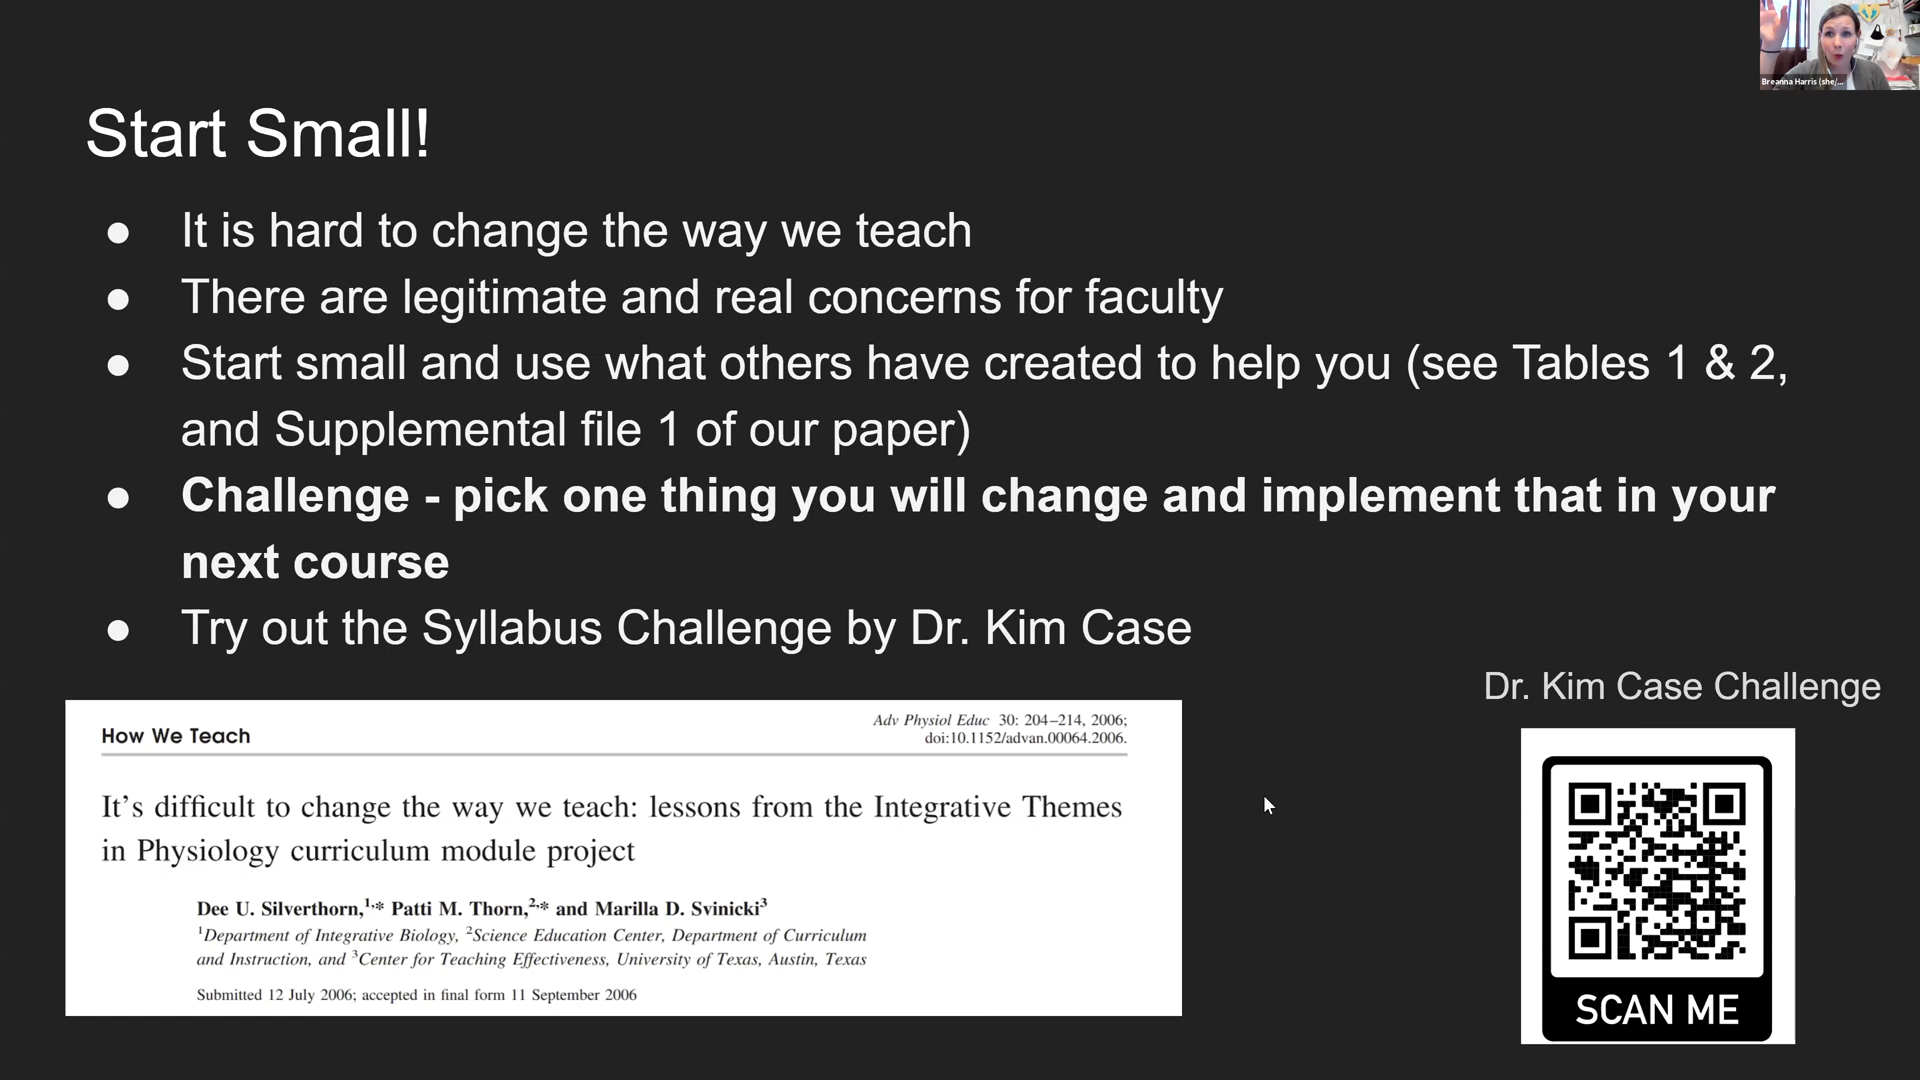 Breanna Harris (she/...
Start Small!
● It is hard to change the way we teach
● There are legitimate and real concerns for faculty
● Start small and use what others have created to help you (see Tables 1 & 2,
and Supplemental file 1 of our paper)
● Challenge - pick one thing you will change and implement that in your
next course
● Try out the Syllabus Challenge by Dr. Kim Case
Dr. Kim Case Challenge
How We Teach
Adv Physiol Educ 30: 204–214, 2006;
doi:10.1152/advan.00064.2006.
It’s difficult to change the way we teach: lessons from the Integrative Themes
in Physiology curriculum module project
Dee U. Silverthorn,1,* Patti M. Thorn,2,* and Marilla D. Svinicki3
1Department of Integrative Biology, 2Science Education Center, Department of Curriculum
and Instruction, and 3Center for Teaching Effectiveness, University of Texas, Austin, Texas
Submitted 12 July 2006; accepted in final form 11 September 2006
SCAN ME